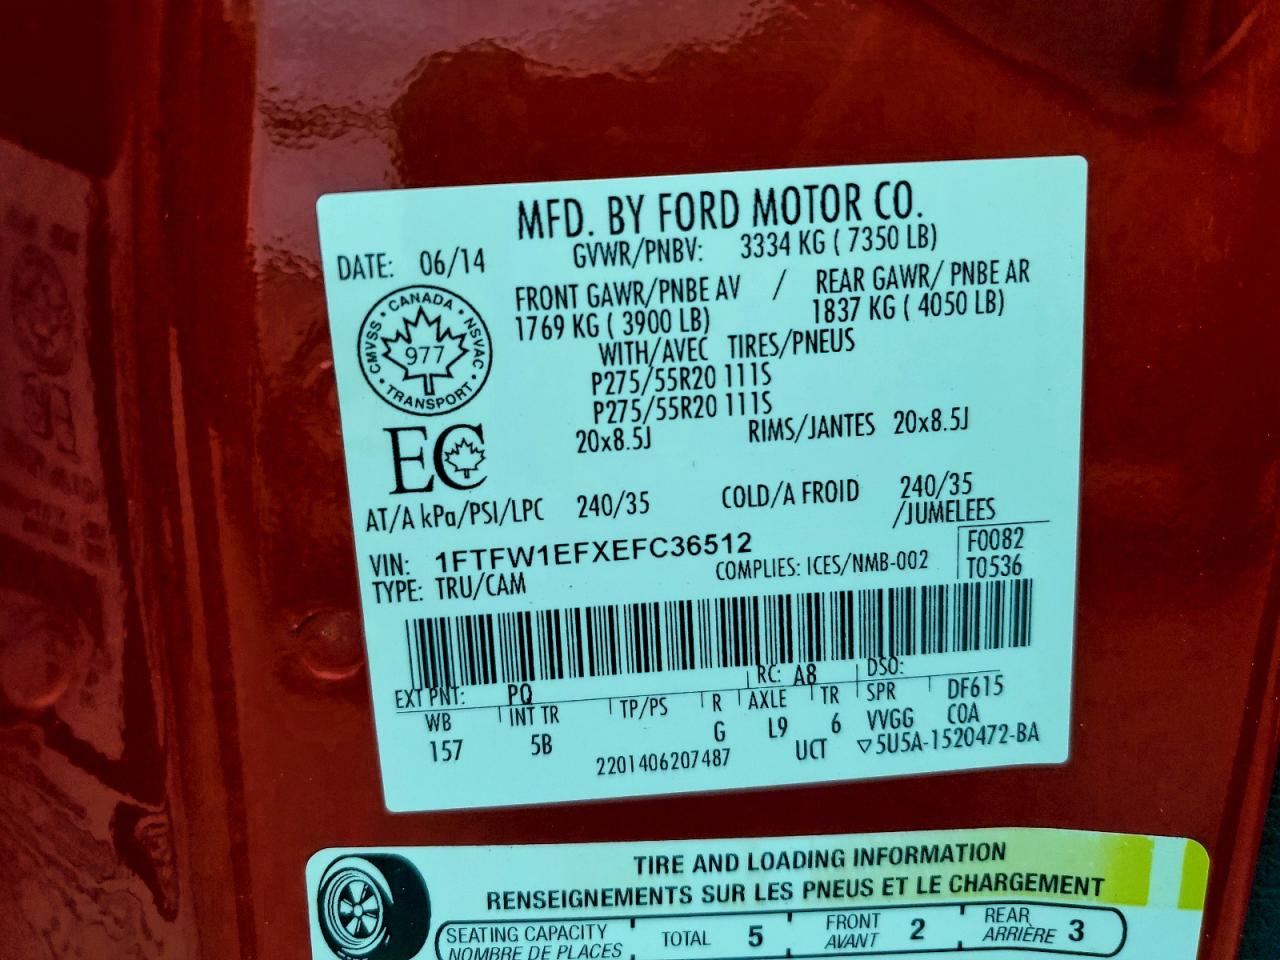 MFD. BY FORD MOTOR CO.
DATE: 06/14
GVWR/PNBV: 3334 KG ( 7350 LB)
FRONT GAWR/PNBE AV / REAR GAWR/ PNBE AR
1769 KG ( 3900 LB) 1837 KG ( 4050 LB)
WITH/AVEC TIRES/PNEUS
P275/55R20 111S
P275/55R20 111S
20x8.5J RIMS/JANTES 20x8.5J
CANADA
CMVSS • NSVAC
977
TRANSPORT
EC
AT/A kPa/PSI/LPC 240/35 COLD/A FROID 240/35
/JUMELEES
VIN: 1FTFW1EFXEFC36512
F0082
TYPE: TRU/CAM COMPLIES: ICES/NMB-002 T0536
EXT PNT: PQ RC: A8 DSO:
WB INT TR TP/PS R AXLE TR SPR DF615
157 5B G L9 6 VVGG COA
2201406207487 UCT ▽5U5A-1520472-BA
TIRE AND LOADING INFORMATION
RENSEIGNEMENTS SUR LES PNEUS ET LE CHARGEMENT
SEATING CAPACITY TOTAL 5 FRONT 2 REAR 3
NOMBRE DE PLACES AVANT ARRIÈRE